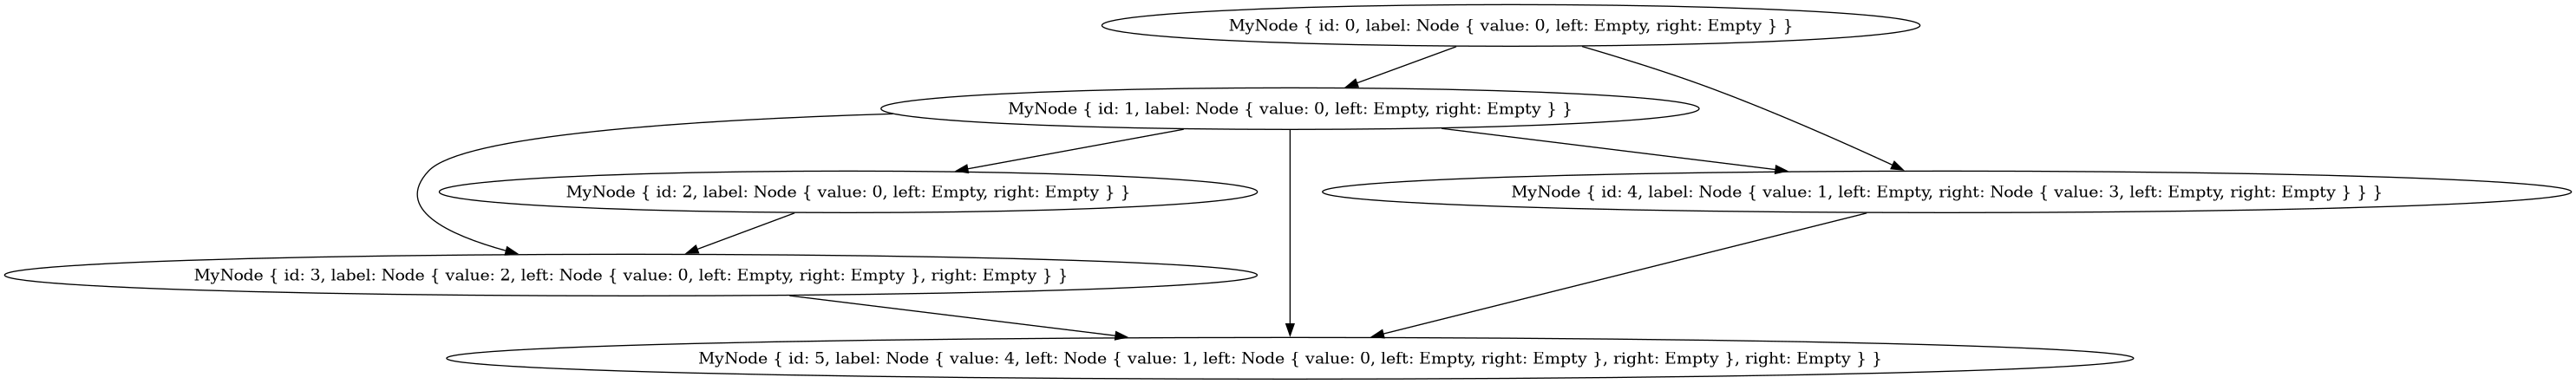 MyNode { id: 0, label: Node { value: 0, left: Empty, right: Empty } }
MyNode { id: 1, label: Node { value: 0, left: Empty, right: Empty } }
MyNode { id: 2, label: Node { value: 0, left: Empty, right: Empty } }
MyNode { id: 4, label: Node { value: 1, left: Empty, right: Node { value: 3, left: Empty, right: Empty } } }
MyNode { id: 3, label: Node { value: 2, left: Node { value: 0, left: Empty, right: Empty }, right: Empty } }
MyNode { id: 5, label: Node { value: 4, left: Node { value: 1, left: Node { value: 0, left: Empty, right: Empty }, right: Empty }, right: Empty } }